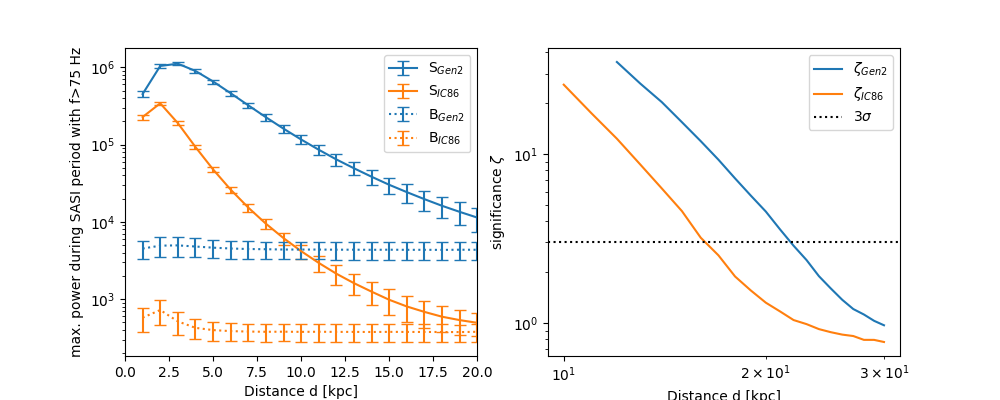 max. power during SASI period with f>75 Hz
10⁶
10⁵
10⁴
10³
S_Gen2
S_IC86
B_Gen2
B_IC86
0.0 2.5 5.0 7.5 10.0 12.5 15.0 17.5 20.0
Distance d [kpc]
significance ζ
10¹
10⁰
ζ_Gen2
ζ_IC86
3σ
10¹ 2 × 10¹ 3 × 10¹
Distance d [kpc]